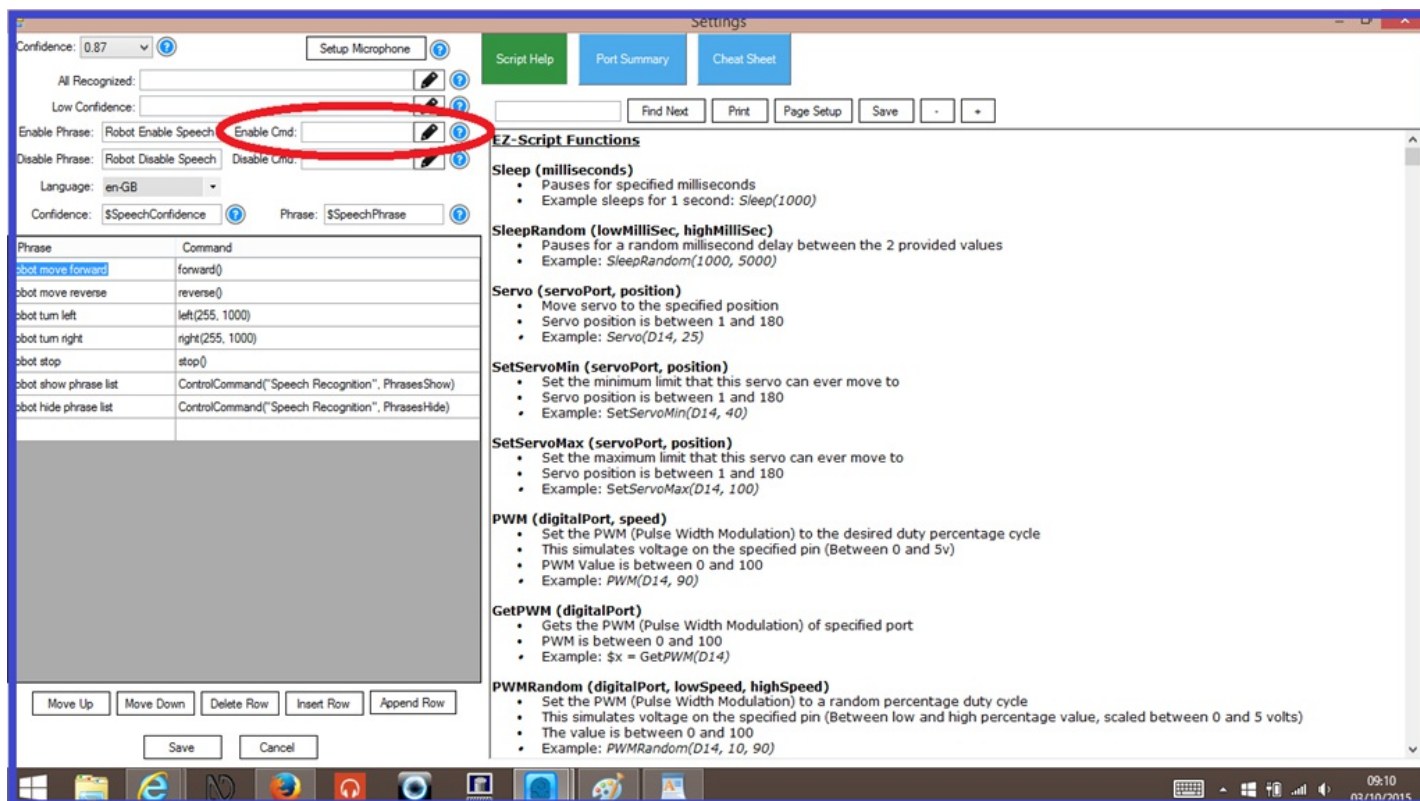 Settings
Confidence: 0.87
Setup Microphone
All Recognized:
Low Confidence:
Enable Phrase: Robot Enable Speech Enable Cmd:
Disable Phrase: Robot Disable Speech Disable Cmd:
Language: en-GB
Confidence: $SpeechConfidence Phrase: $SpeechPhrase
Phrase Command
obot move forward forward()
obot move reverse reverse()
obot turn left left(255, 1000)
obot turn right right(255, 1000)
obot stop stop()
obot show phrase list ControlCommand("Speech Recognition", PhrasesShow)
obot hide phrase list ControlCommand("Speech Recognition", PhrasesHide)
Move Up Move Down Delete Row Insert Row Append Row
Save Cancel
Script Help Port Summary Cheat Sheet
Find Next Print Page Setup Save - +
EZ-Script Functions
Sleep (milliseconds)
• Pauses for specified milliseconds
• Example sleeps for 1 second: Sleep(1000)
SleepRandom (lowMilliSec, highMilliSec)
• Pauses for a random millisecond delay between the 2 provided values
• Example: SleepRandom(1000, 5000)
Servo (servoPort, position)
• Move servo to the specified position
• Servo position is between 1 and 180
• Example: Servo(D14, 25)
SetServoMin (servoPort, position)
• Set the minimum limit that this servo can ever move to
• Servo position is between 1 and 180
• Example: SetServoMin(D14, 40)
SetServoMax (servoPort, position)
• Set the maximum limit that this servo can ever move to
• Servo position is between 1 and 180
• Example: SetServoMax(D14, 100)
PWM (digitalPort, speed)
• Set the PWM (Pulse Width Modulation) to the desired duty percentage cycle
• This simulates voltage on the specified pin (Between 0 and 5v)
• PWM Value is between 0 and 100
• Example: PWM(D14, 90)
GetPWM (digitalPort)
• Gets the PWM (Pulse Width Modulation) of specified port
• PWM is between 0 and 100
• Example: $x = GetPWM(D14)
PWMRandom (digitalPort, lowSpeed, highSpeed)
• Set the PWM (Pulse Width Modulation) to a random percentage duty cycle
• This simulates voltage on the specified pin (Between low and high percentage value, scaled between 0 and 5 volts)
• The value is between 0 and 100
• Example: PWMRandom(D14, 10, 90)
09:10
03/10/2015